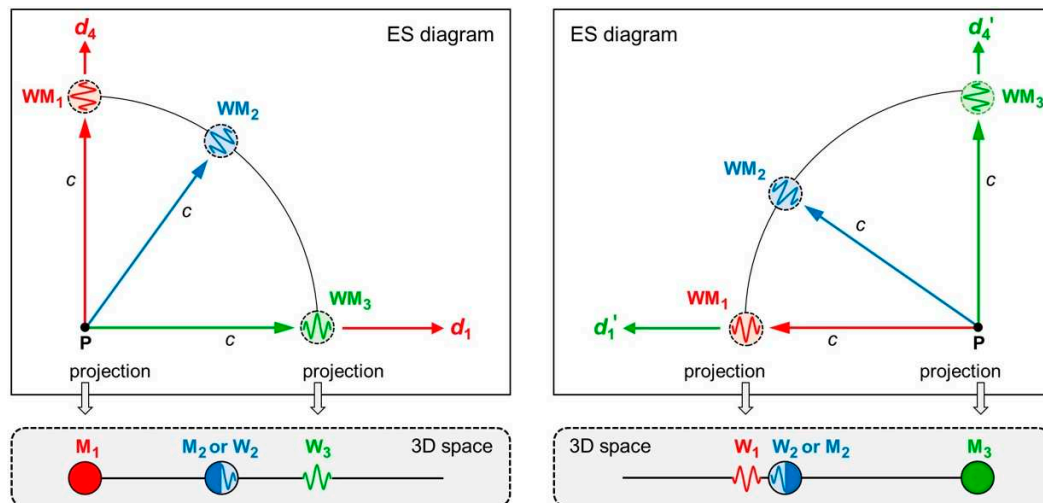 d₄
ES diagram
WM₁
WM₂
c
c
WM₃
P
c
d₁
projection
projection
M₁
M₂ or W₂
W₃
3D space
d₄'
ES diagram
WM₃
WM₂
c
c
WM₁
d₁'
c
P
projection
projection
3D space
W₁
W₂ or M₂
M₃